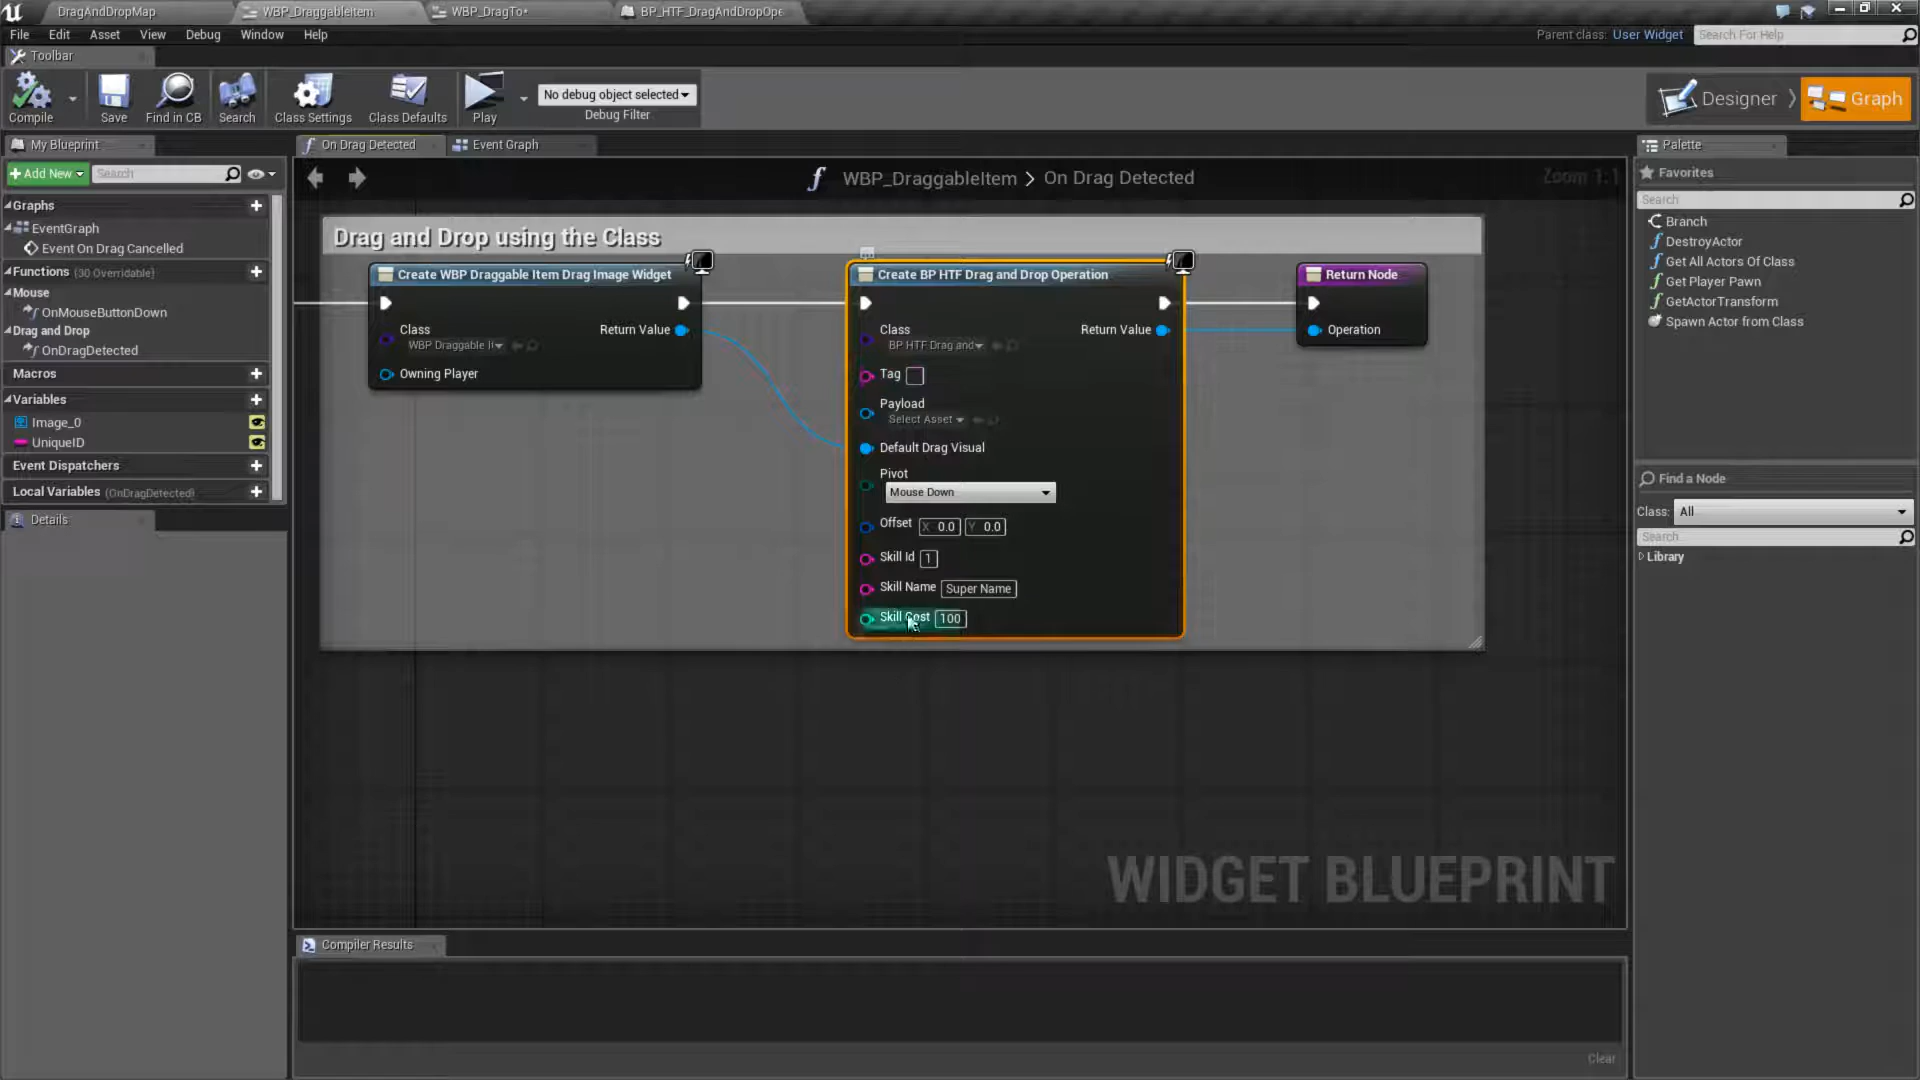 DragAndDropMap
WBP_DraggableItem
WBP_DragTo*
BP_HTF_DragAndDropOpe
File Edit Asset View Window Debug Help
Parent class: User Widget
Search For Help
Toolbar
Compile
Save
Find in CB
Search
Class Settings
Class Defaults
Play
No debug object selected
Debug Filter
Designer
Graph
My Blueprint
On Drag Detected
Event Graph
Palette
Add New
Search
WBP_DraggableItem > On Drag Detected
Zoom 1:1
Favorites
Search
Branch
DestroyActor
Get All Actors Of Class
Get Player Pawn
GetActorTransform
Spawn Actor from Class
Graphs
EventGraph
Event On Drag Cancelled
Functions (30 Overridable)
Mouse
OnMouseButtonDown
Drag and Drop
OnDragDetected
Macros
Variables
Image_0
UniqueID
Event Dispatchers
Local Variables (OnDragDetected)
Details
Drag and Drop using the Class
Create WBP Draggable Item Drag Image Widget
Class
WBP Draggable It
Return Value
Owning Player
Create BP HTF Drag and Drop Operation
Class
BP HTF Drag and
Return Value
Tag
Payload
Select Asset
Default Drag Visual
Pivot
Mouse Down
Offset X 0.0 Y 0.0
Skill Id 1
Skill Name Super Name
Skill Cost 100
Return Node
Operation
Find a Node
Class: All
Search
Library
WIDGET BLUEPRINT
Compiler Results
Clear